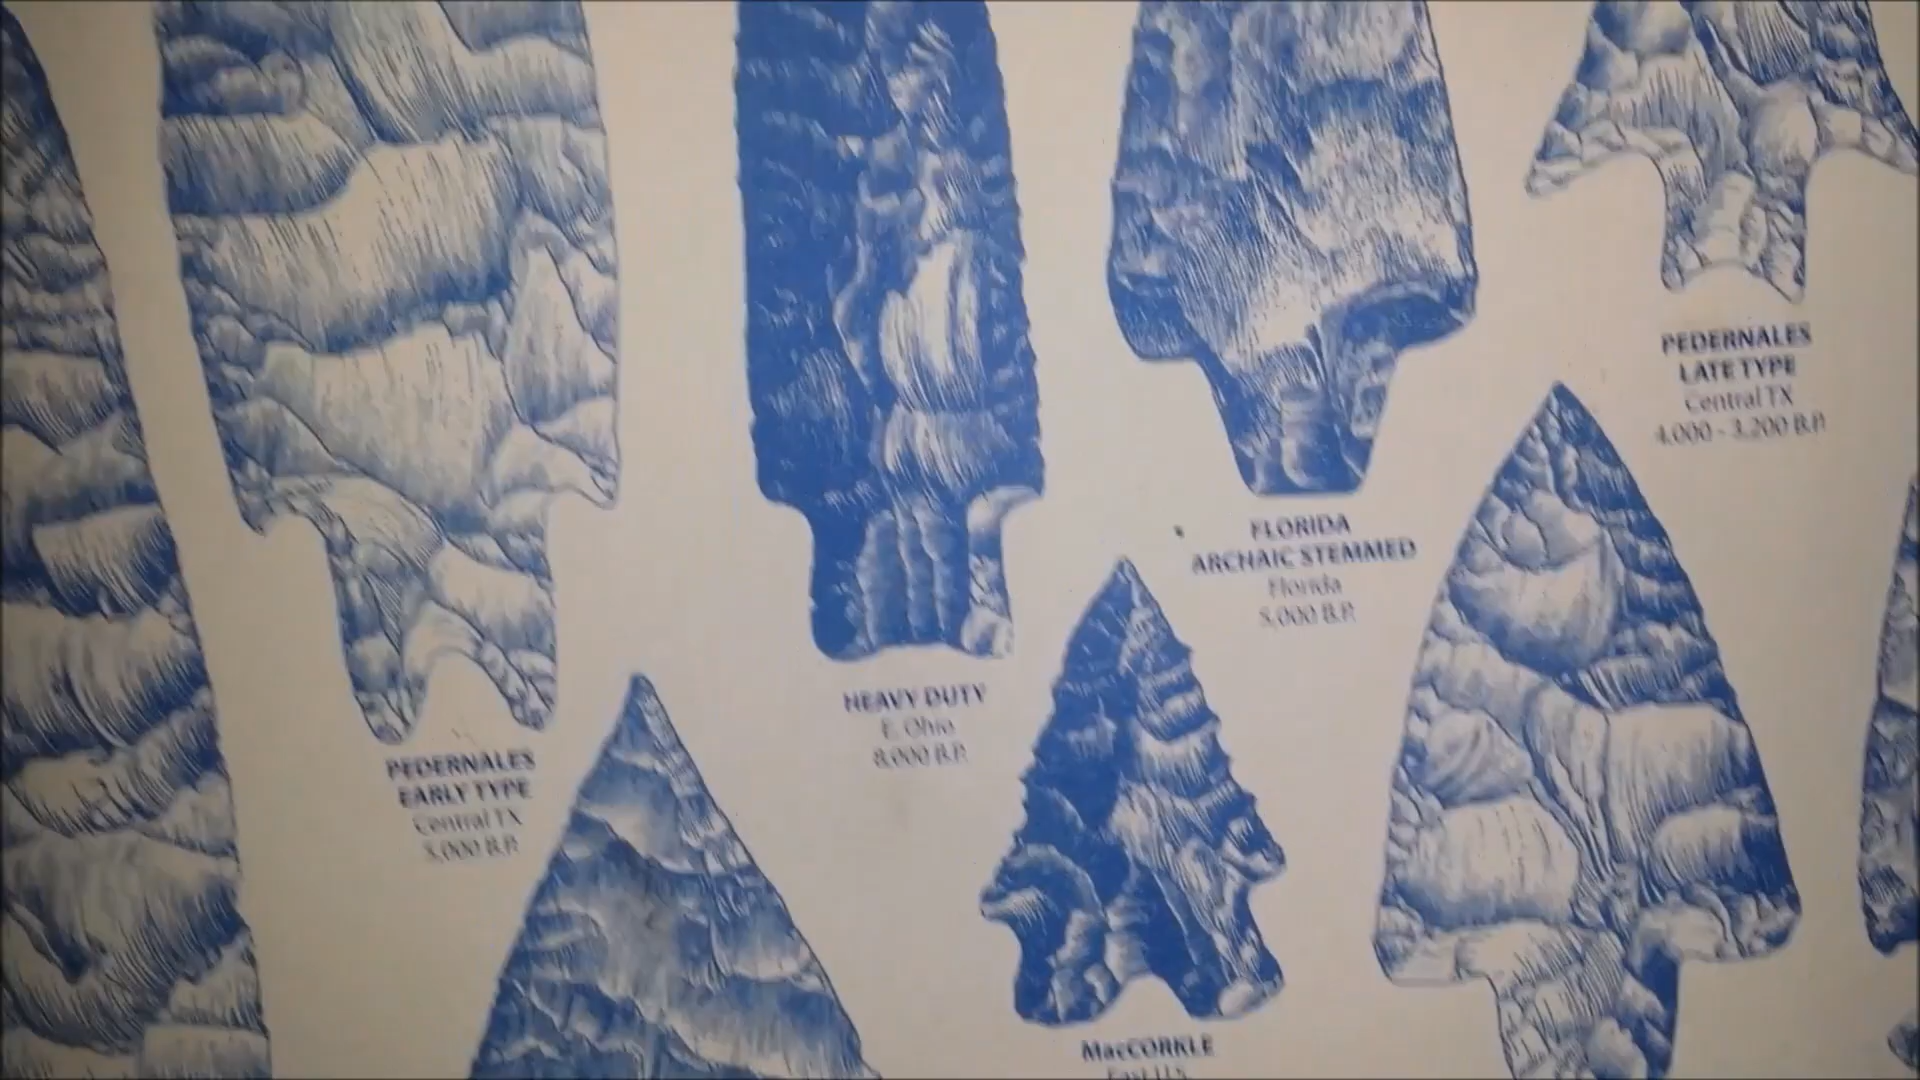 PEDERNALES
LATE TYPE
Central TX
4,000 - 3,200 B.P.
FLORIDA
ARCHAIC STEMMED
Florida
5,000 B.P.
HEAVY DUTY
E. Ohio
8,000 B.P.
PEDERNALES
EARLY TYPE
Central TX
5,000 B.P.
MacCORKLE
East U.S.